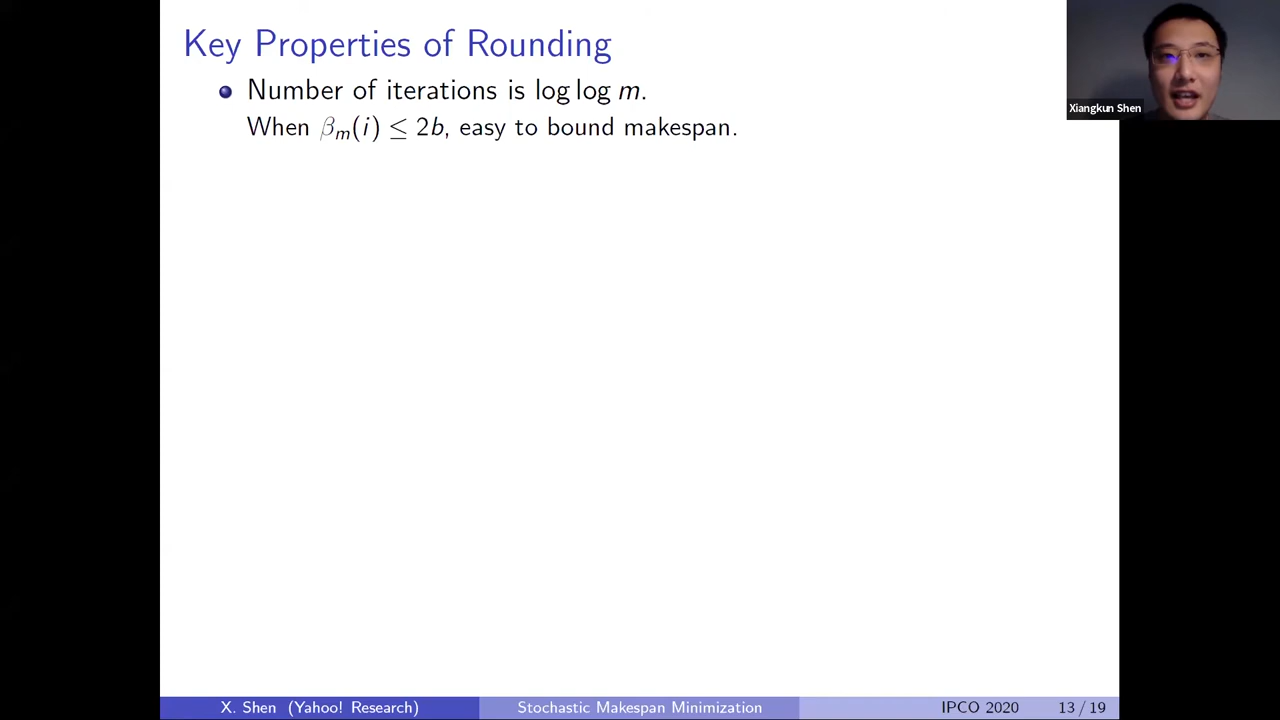 Key Properties of Rounding
Number of iterations is log log m.
When βₘ(i) ≤ 2b, easy to bound makespan.
Xiangkun Shen
X. Shen (Yahoo! Research)
Stochastic Makespan Minimization
IPCO 2020
13 / 19